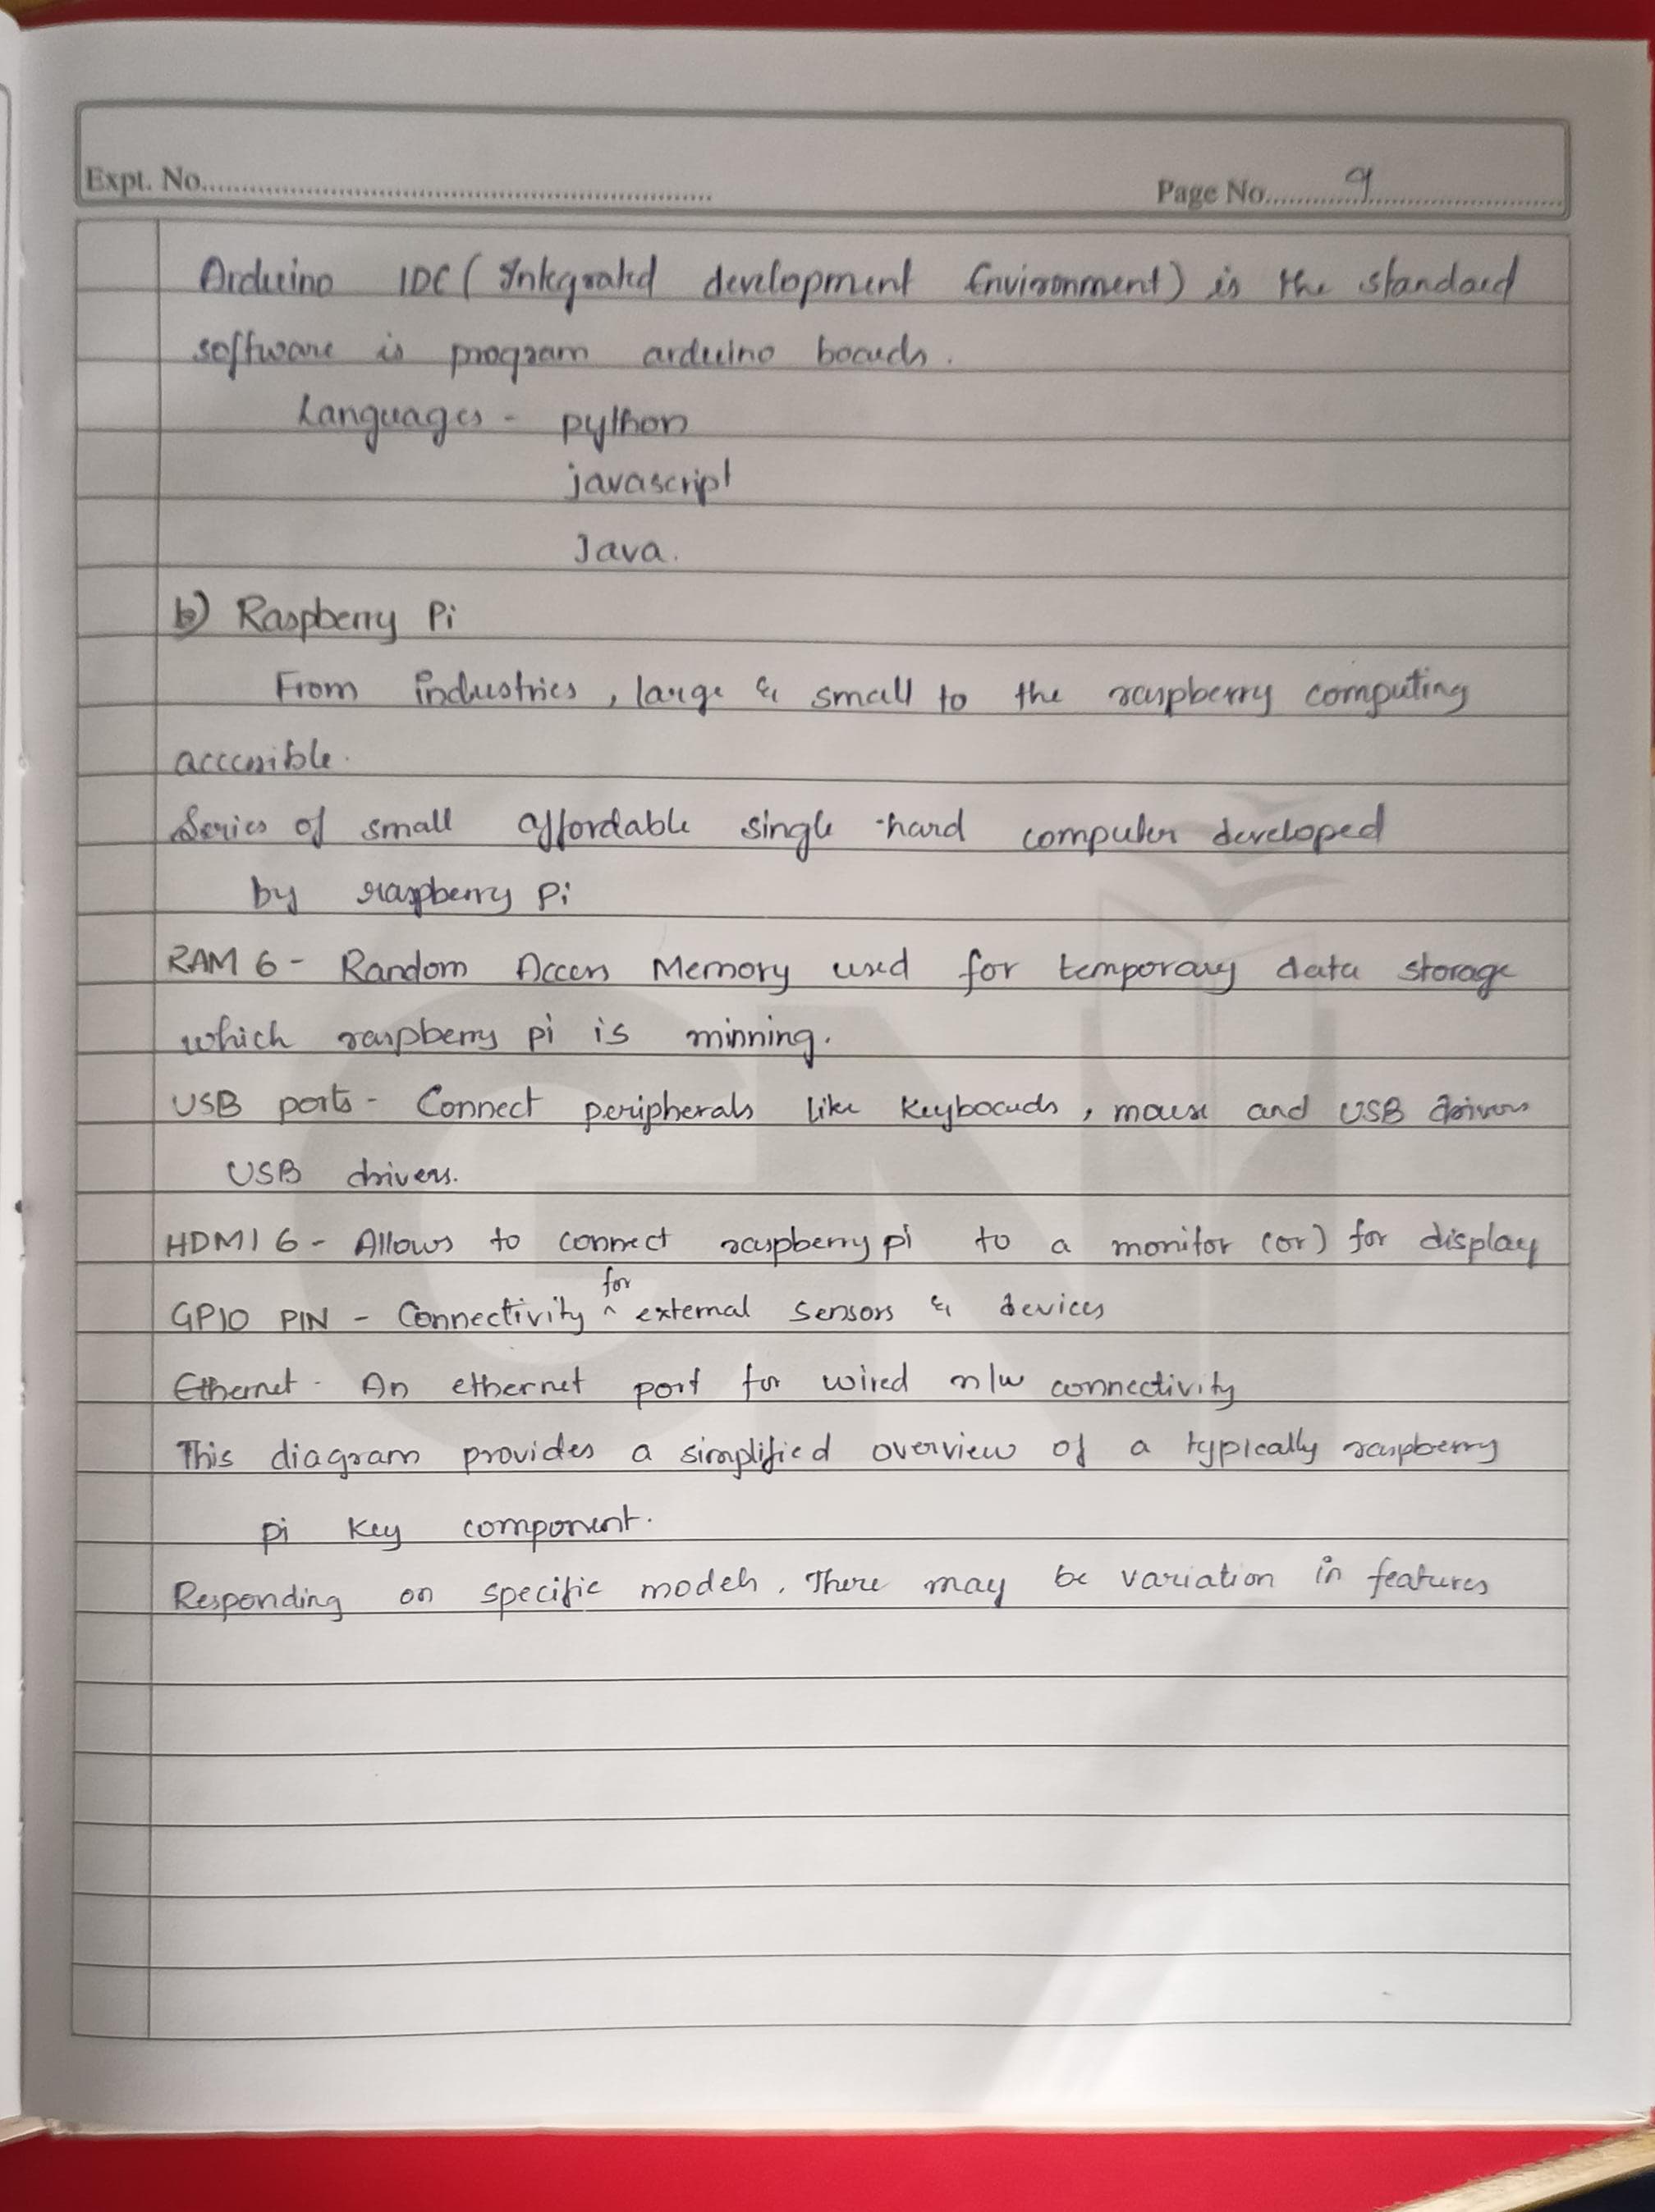 Expt. No.
Page No. 9
Arduino IDC (Integrated development Environment) is the standard
software is program arduino boards.
Languages - python
javascript
Java.
b) Raspberry Pi
From industries, large & small to the raspberry computing
acccesible.
Series of small affordable single -hard computer developed
by raspberry Pi
RAM 6 - Random Access Memory used for temporary data storage
which raspberry pi is minning.
USB ports - Connect peripherals like Keyboards, mouse and USB drivers
USB drivers.
HDMI 6 - Allows to connect raspberry pi to a monitor (or) for display
GPIO PIN - Connectivity for external sensors & devices
Ethernet - An ethernet port for wired n/w connectivity
This diagram provides a simplified overview of a typically raspberry
pi key component.
Responding on specific models. There may be variation in features
GNI